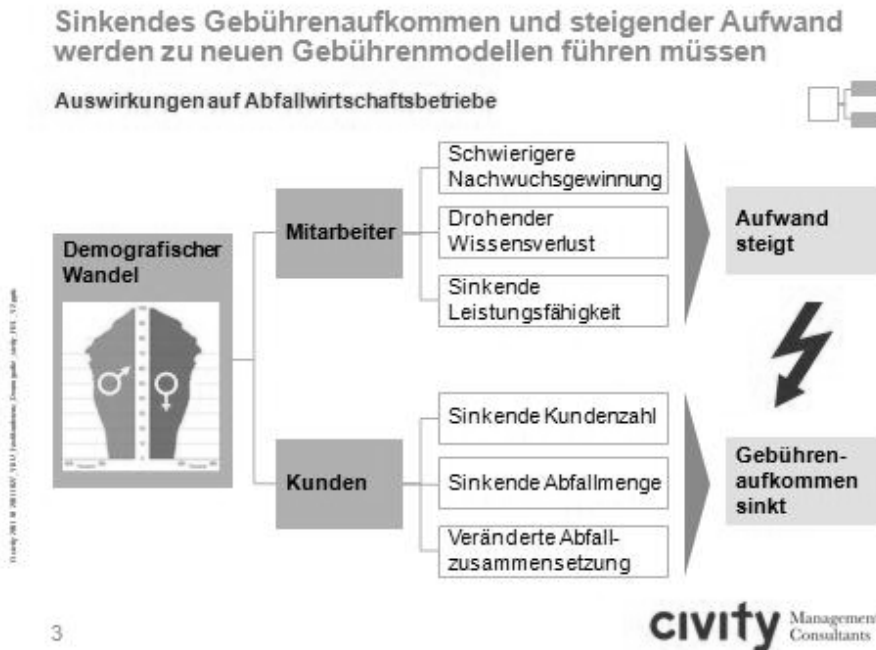 Sinkendes Gebührenaufkommen und steigender Aufwand
werden zu neuen Gebührenmodellen führen müssen
Auswirkungen auf Abfallwirtschaftsbetriebe
Demografischer
Wandel
Mitarbeiter
Schwierigere
Nachwuchsgewinnung
Drohender
Wissensverlust
Sinkende
Leistungsfähigkeit
Aufwand
steigt
Kunden
Sinkende Kundenzahl
Sinkende Abfallmenge
Veränderte Abfall-
zusammensetzung
Gebühren-
aufkommen
sinkt
3
civity
Management
Consultants